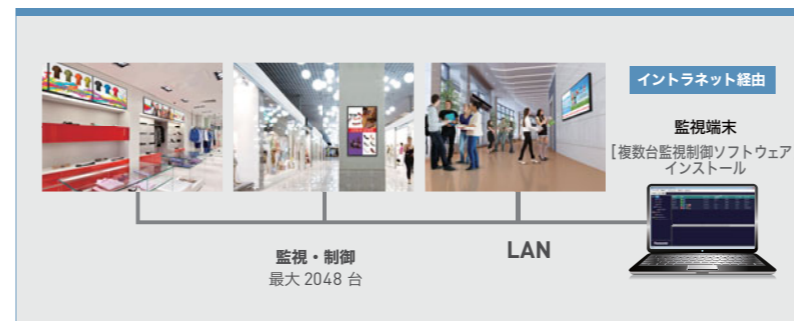 イントラネット経由
監視端末
[複数台監視制御ソフトウェア
インストール
監視・制御
最大 2048 台
LAN